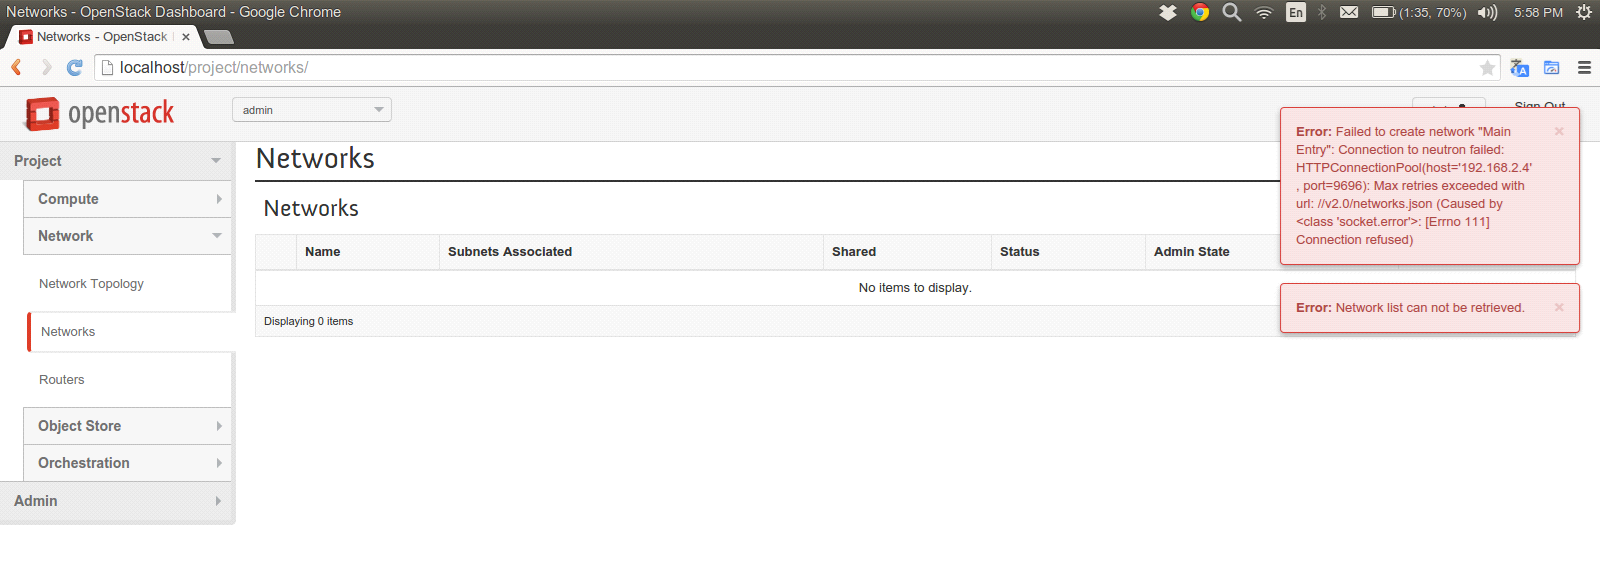 Networks - OpenStack Dashboard - Google Chrome
En
(1:35, 70%)
5:58 PM
Networks - OpenStack
localhost/project/networks/
openstack
admin
Sign Out
Project
Compute
Network
Network Topology
Networks
Routers
Object Store
Orchestration
Admin
Networks
Networks
Name Subnets Associated Shared Status Admin State
No items to display.
Displaying 0 items
Error: Failed to create network "Main
Entry": Connection to neutron failed:
HTTPConnectionPool(host='192.168.2.4'
, port=9696): Max retries exceeded with
url: //v2.0/networks.json (Caused by
<class 'socket.error'>: [Errno 111]
Connection refused)
Error: Network list can not be retrieved.